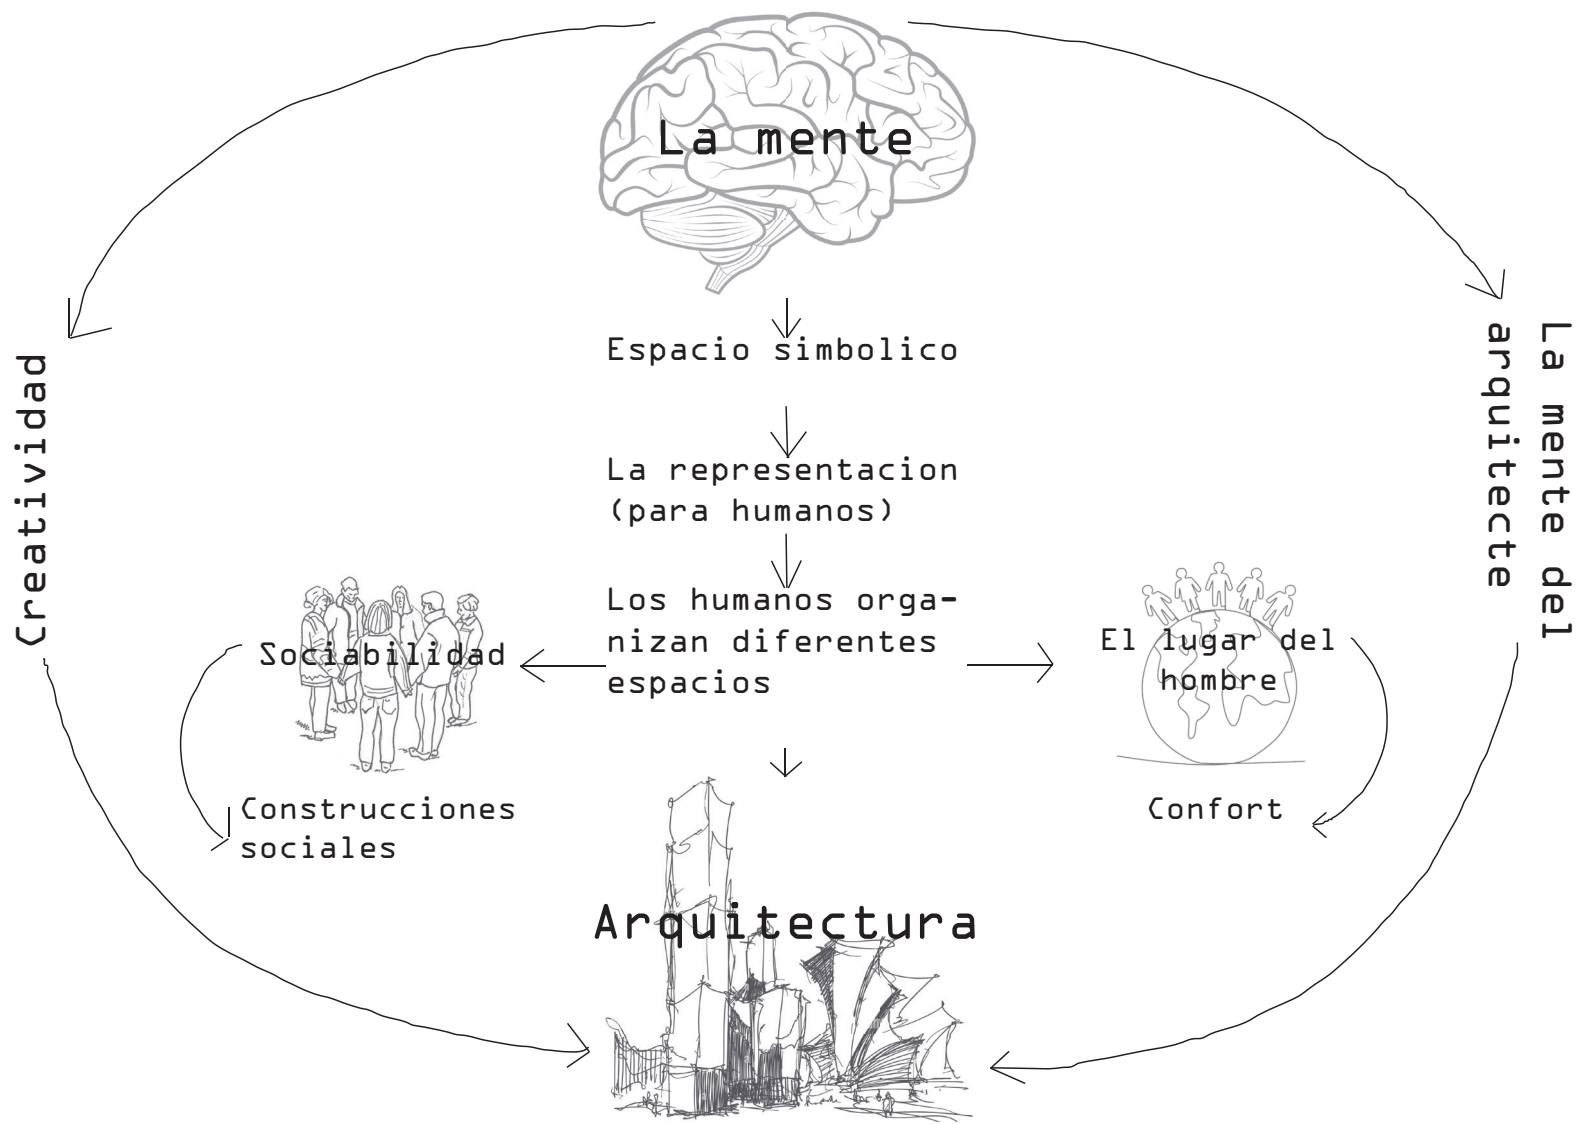 La mente
Espacio simbolico
La representacion
(para humanos)
Los humanos orga-
nizan diferentes
espacios
Creatividad
La mente del
arquitecte
Sociabilidad
El lugar del
hombre
Construcciones
sociales
Confort
Arquitectura